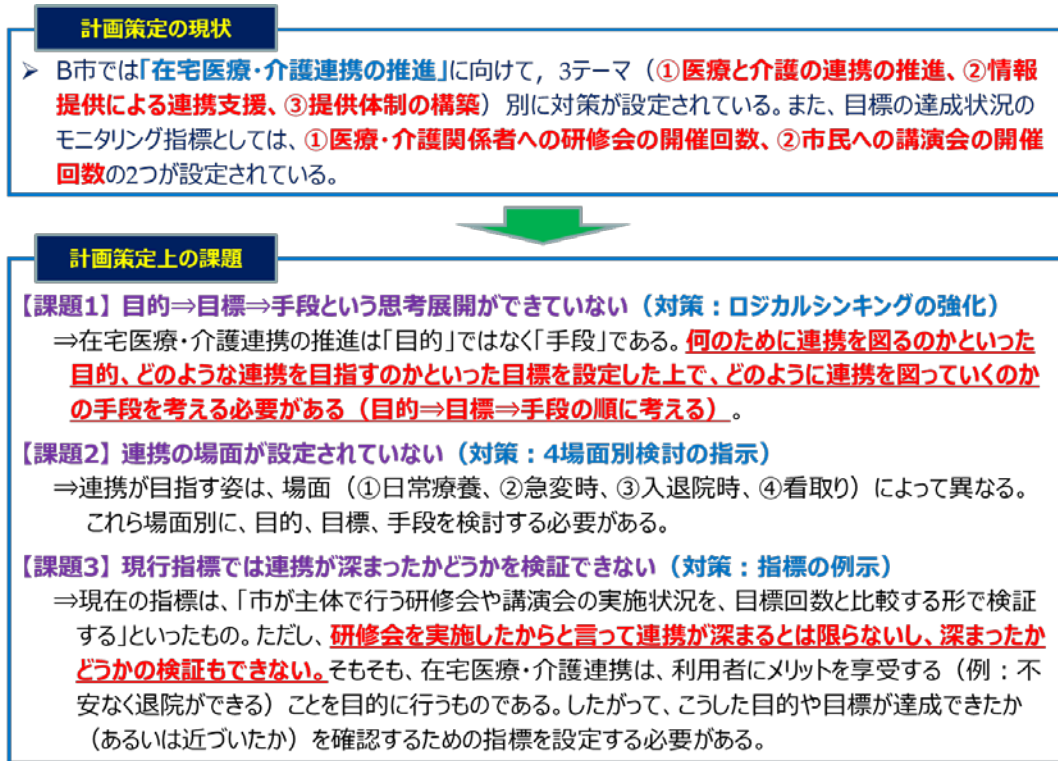 計画策定の現状
➢ B市では「在宅医療・介護連携の推進」に向けて，3テーマ（①医療と介護の連携の推進、②情報
提供による連携支援、③提供体制の構築）別に対策が設定されている。また、目標の達成状況の
モニタリング指標としては、①医療・介護関係者への研修会の開催回数、②市民への講演会の開催
回数の2つが設定されている。
計画策定上の課題
【課題1】目的⇒目標⇒手段という思考展開ができていない（対策：ロジカルシンキングの強化）
⇒在宅医療・介護連携の推進は「目的」ではなく「手段」である。何のために連携を図るのかといった
目的、どのような連携を目指すのかといった目標を設定した上で、どのように連携を図っていくのか
の手段を考える必要がある（目的⇒目標⇒手段の順に考える）。
【課題2】連携の場面が設定されていない（対策：4場面別検討の指示）
⇒連携が目指す姿は、場面（①日常療養、②急変時、③入退院時、④看取り）によって異なる。
これら場面別に、目的、目標、手段を検討する必要がある。
【課題3】現行指標では連携が深まったかどうかを検証できない（対策：指標の例示）
⇒現在の指標は、「市が主体で行う研修会や講演会の実施状況を、目標回数と比較する形で検証
する」といったもの。ただし、研修会を実施したからと言って連携が深まるとは限らないし、深まったか
どうかの検証もできない。そもそも、在宅医療・介護連携は、利用者にメリットを享受する（例：不
安なく退院ができる）ことを目的に行うものである。したがって、こうした目的や目標が達成できたか
（あるいは近づいたか）を確認するための指標を設定する必要がある。